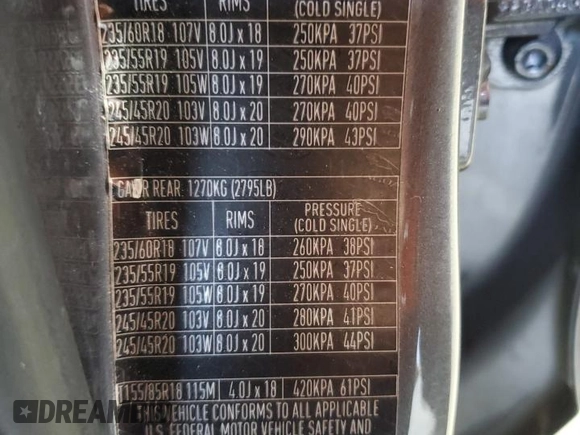 TIRES RIMS (COLD SINGLE)
235/60R18 107V 8.0J x 18 250KPA 37PSI
235/55R19 105V 8.0J x 19 250KPA 37PSI
235/55R19 105W 8.0J x 19 270KPA 40PSI
245/45R20 103V 8.0J x 20 270KPA 40PSI
245/45R20 103W 8.0J x 20 290KPA 43PSI
GAWR REAR: 1270KG (2795LB)
TIRES RIMS PRESSURE (COLD SINGLE)
235/60R18 107V 8.0J x 18 260KPA 38PSI
235/55R19 105V 8.0J x 19 250KPA 37PSI
235/55R19 105W 8.0J x 19 270KPA 40PSI
245/45R20 103V 8.0J x 20 280KPA 41PSI
245/45R20 103W 8.0J x 20 300KPA 44PSI
T155/85R18 115M 4.0J x 18 420KPA 61PSI
THIS VEHICLE CONFORMS TO ALL APPLICABLE
U.S. FEDERAL MOTOR VEHICLE SAFETY AND
DREAM